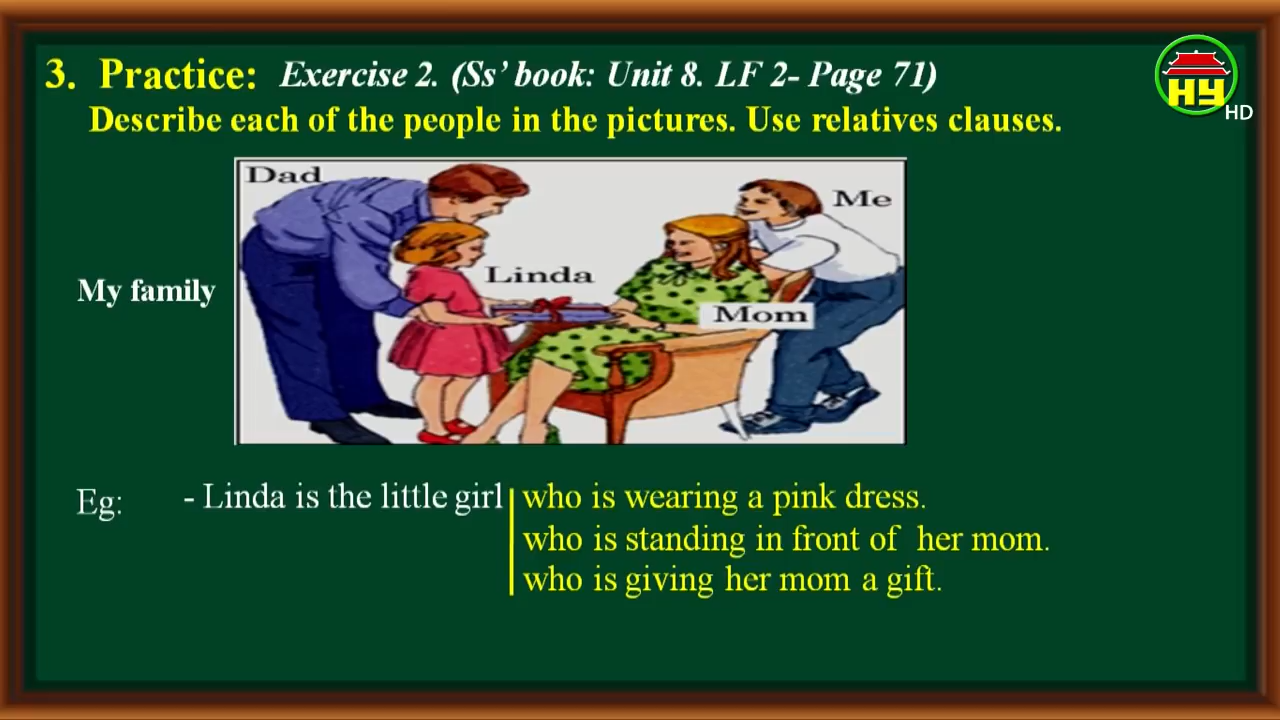 3. Practice: Exercise 2. (Ss’ book: Unit 8. LF 2- Page 71)
HY
HD
Describe each of the people in the pictures. Use relatives clauses.
Dad
Me
Linda
My family
Mom
Eg: - Linda is the little girl who is wearing a pink dress.
who is standing in front of her mom.
who is giving her mom a gift.